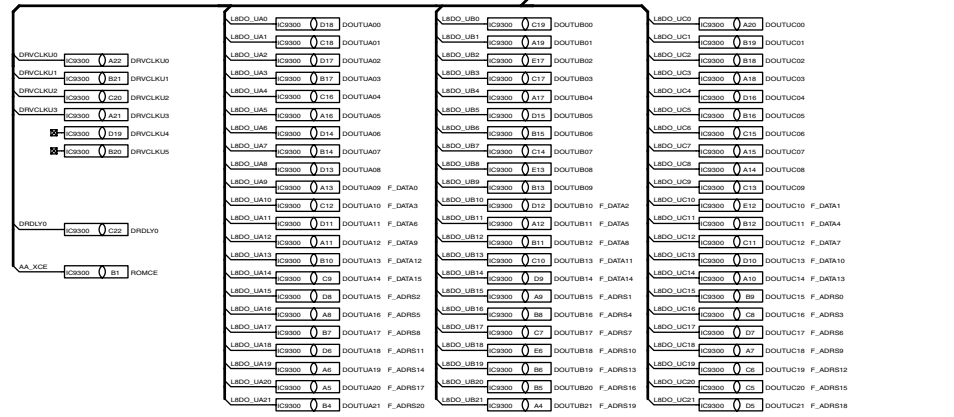 DRVCLKU0 IC9300 A22 DRVCLKU0
DRVCLKU1 IC9300 B21 DRVCLKU1
DRVCLKU2 IC9300 C20 DRVCLKU2
DRVCLKU3 IC9300 A21 DRVCLKU3
IC9300 D19 DRVCLKU4
IC9300 B20 DRVCLKU5
DRDLY0 IC9300 C22 DRDLY0
AA_XCE IC9300 B1 ROMCE
L8DO_UA0 IC9300 D18 DOUTUA00
L8DO_UA1 IC9300 C18 DOUTUA01
L8DO_UA2 IC9300 D17 DOUTUA02
L8DO_UA3 IC9300 B17 DOUTUA03
L8DO_UA4 IC9300 C16 DOUTUA04
L8DO_UA5 IC9300 A16 DOUTUA05
L8DO_UA6 IC9300 D14 DOUTUA06
L8DO_UA7 IC9300 B14 DOUTUA07
L8DO_UA8 IC9300 D13 DOUTUA08
L8DO_UA9 IC9300 A13 DOUTUA09 F_DATA0
L8DO_UA10 IC9300 C12 DOUTUA10 F_DATA3
L8DO_UA11 IC9300 D11 DOUTUA11 F_DATA6
L8DO_UA12 IC9300 A11 DOUTUA12 F_DATA9
L8DO_UA13 IC9300 B10 DOUTUA13 F_DATA12
L8DO_UA14 IC9300 C9 DOUTUA14 F_DATA15
L8DO_UA15 IC9300 D8 DOUTUA15 F_ADRS2
L8DO_UA16 IC9300 A8 DOUTUA16 F_ADRS5
L8DO_UA17 IC9300 B7 DOUTUA17 F_ADRS8
L8DO_UA18 IC9300 D6 DOUTUA18 F_ADRS11
L8DO_UA19 IC9300 A6 DOUTUA19 F_ADRS14
L8DO_UA20 IC9300 A5 DOUTUA20 F_ADRS17
L8DO_UA21 IC9300 B4 DOUTUA21 F_ADRS20
L8DO_UB0 IC9300 C19 DOUTUB00
L8DO_UB1 IC9300 A19 DOUTUB01
L8DO_UB2 IC9300 E17 DOUTUB02
L8DO_UB3 IC9300 C17 DOUTUB03
L8DO_UB4 IC9300 A17 DOUTUB04
L8DO_UB5 IC9300 D15 DOUTUB05
L8DO_UB6 IC9300 B15 DOUTUB06
L8DO_UB7 IC9300 C14 DOUTUB07
L8DO_UB8 IC9300 E13 DOUTUB08
L8DO_UB9 IC9300 B13 DOUTUB09
L8DO_UB10 IC9300 D12 DOUTUB10 F_DATA2
L8DO_UB11 IC9300 A12 DOUTUB11 F_DATA5
L8DO_UB12 IC9300 B11 DOUTUB12 F_DATA8
L8DO_UB13 IC9300 C10 DOUTUB13 F_DATA11
L8DO_UB14 IC9300 D9 DOUTUB14 F_DATA14
L8DO_UB15 IC9300 A9 DOUTUB15 F_ADRS1
L8DO_UB16 IC9300 B8 DOUTUB16 F_ADRS4
L8DO_UB17 IC9300 C7 DOUTUB17 F_ADRS7
L8DO_UB18 IC9300 E6 DOUTUB18 F_ADRS10
L8DO_UB19 IC9300 B6 DOUTUB19 F_ADRS13
L8DO_UB20 IC9300 B5 DOUTUB20 F_ADRS16
L8DO_UB21 IC9300 A4 DOUTUB21 F_ADRS19
L8DO_UC0 IC9300 A20 DOUTUC00
L8DO_UC1 IC9300 B19 DOUTUC01
L8DO_UC2 IC9300 B18 DOUTUC02
L8DO_UC3 IC9300 A18 DOUTUC03
L8DO_UC4 IC9300 D16 DOUTUC04
L8DO_UC5 IC9300 B16 DOUTUC05
L8DO_UC6 IC9300 C15 DOUTUC06
L8DO_UC7 IC9300 A15 DOUTUC07
L8DO_UC8 IC9300 A14 DOUTUC08
L8DO_UC9 IC9300 C13 DOUTUC09
L8DO_UC10 IC9300 E12 DOUTUC10 F_DATA1
L8DO_UC11 IC9300 B12 DOUTUC11 F_DATA4
L8DO_UC12 IC9300 C11 DOUTUC12 F_DATA7
L8DO_UC13 IC9300 D10 DOUTUC13 F_DATA10
L8DO_UC14 IC9300 A10 DOUTUC14 F_DATA13
L8DO_UC15 IC9300 B9 DOUTUC15 F_ADRS0
L8DO_UC16 IC9300 C8 DOUTUC16 F_ADRS3
L8DO_UC17 IC9300 D7 DOUTUC17 F_ADRS6
L8DO_UC18 IC9300 A7 DOUTUC18 F_ADRS9
L8DO_UC19 IC9300 C6 DOUTUC19 F_ADRS12
L8DO_UC20 IC9300 C5 DOUTUC20 F_ADRS15
L8DO_UC21 IC9300 D5 DOUTUC21 F_ADRS18